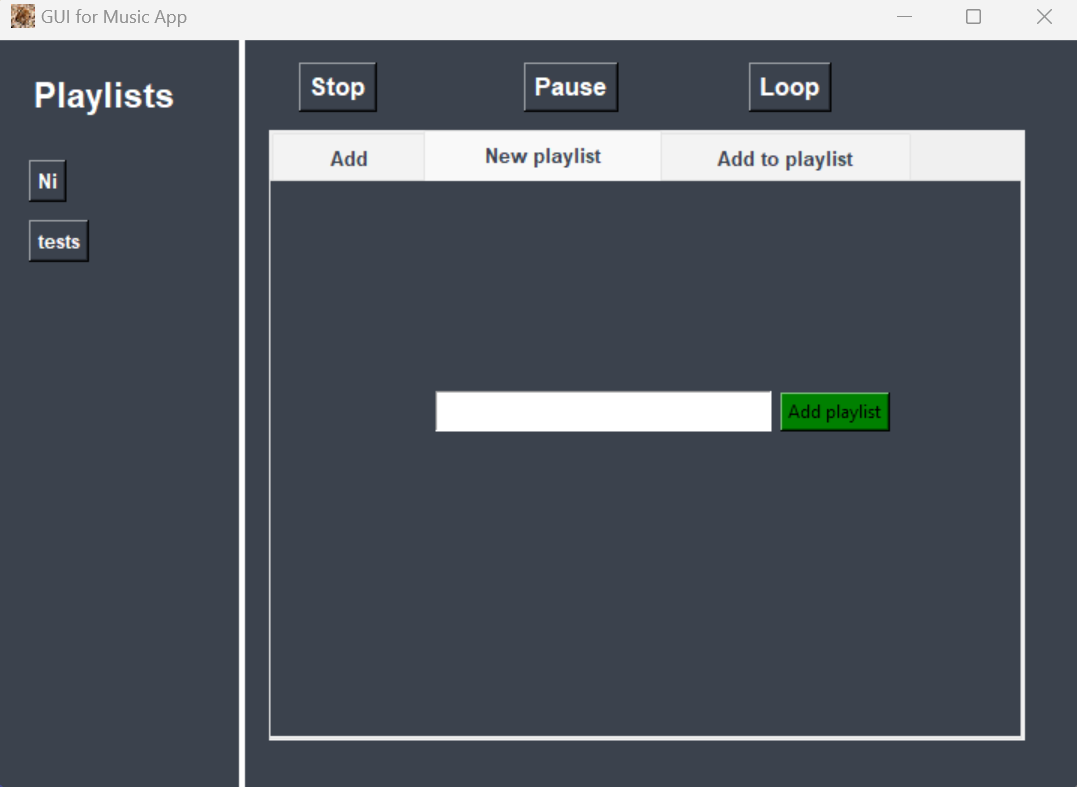 GUI for Music App
Playlists
Ni
tests
Stop Pause Loop
Add New playlist Add to playlist
Add playlist